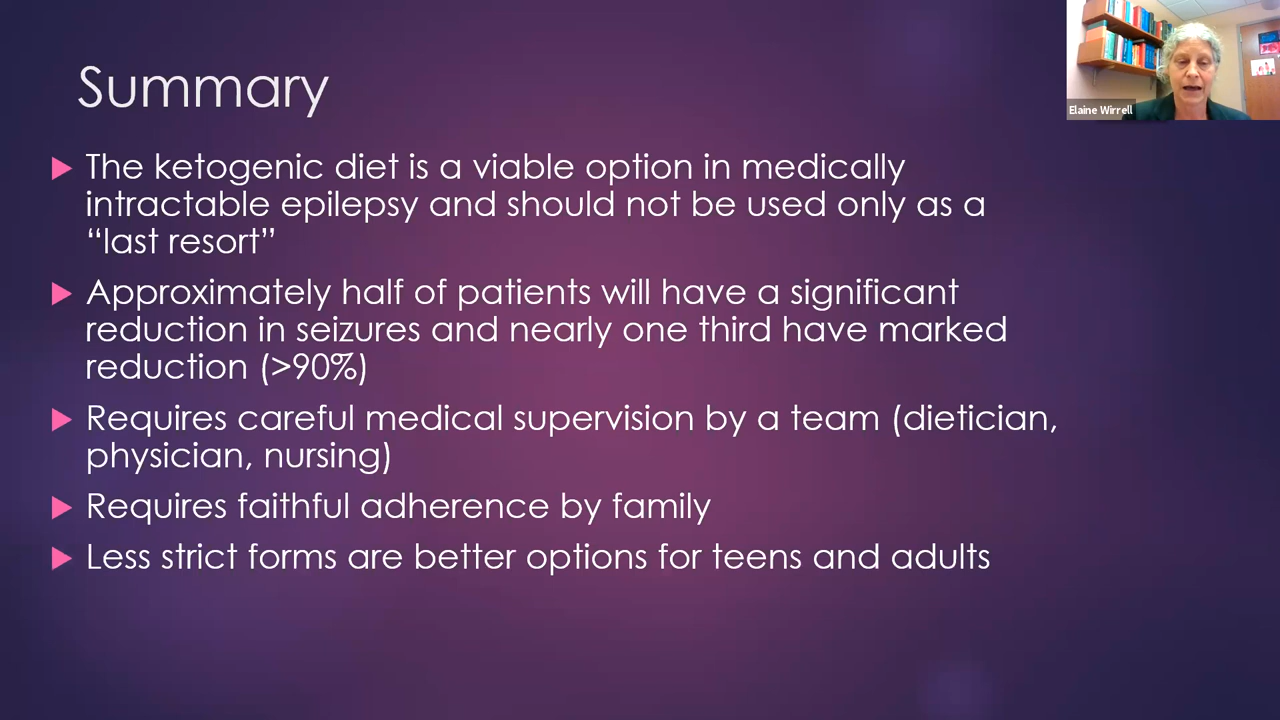 Summary
Elaine Wirrell
The ketogenic diet is a viable option in medically
intractable epilepsy and should not be used only as a
“last resort”
Approximately half of patients will have a significant
reduction in seizures and nearly one third have marked
reduction (>90%)
Requires careful medical supervision by a team (dietician,
physician, nursing)
Requires faithful adherence by family
Less strict forms are better options for teens and adults